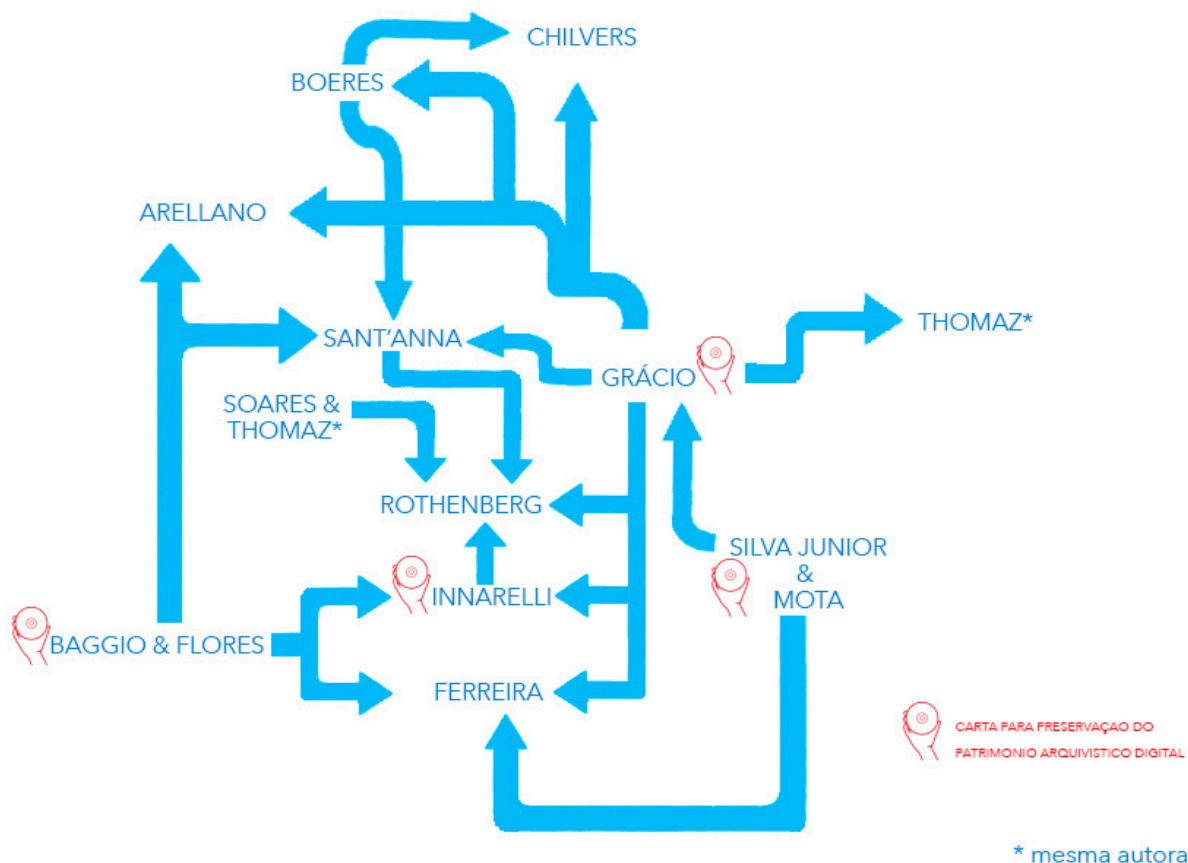 CHILVERS
BOERES
ARELLANO
SANT'ANNA
THOMAZ*
GRÁCIO
SOARES &
THOMAZ*
ROTHENBERG
SILVA JUNIOR
&
MOTA
INNARELLI
BAGGIO & FLORES
FERREIRA
CARTA PARA PRESERVAÇAO DO
PATRIMONIO ARQUIVISTICO DIGITAL
* mesma autora